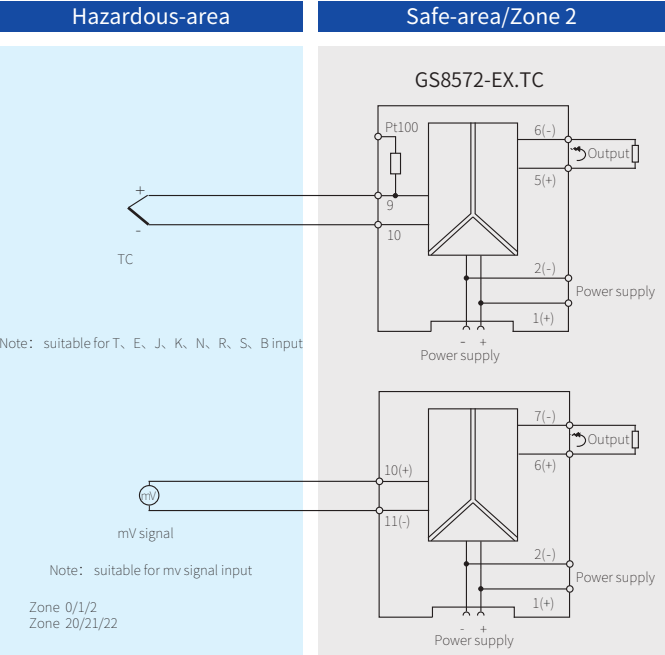 Hazardous-area
Safe-area/Zone 2
GS8572-EX.TC
Pt100
6(-)
Output
5(+)
+
9
-
10
TC
2(-)
Power supply
1(+)
- +
Power supply
Note： suitable for T、E、J、K、N、R、S、B input
7(-)
Output
6(+)
10(+)
mV
11(-)
mV signal
2(-)
Note： suitable for mv signal input
Power supply
1(+)
Zone 0/1/2
Zone 20/21/22
- +
Power supply